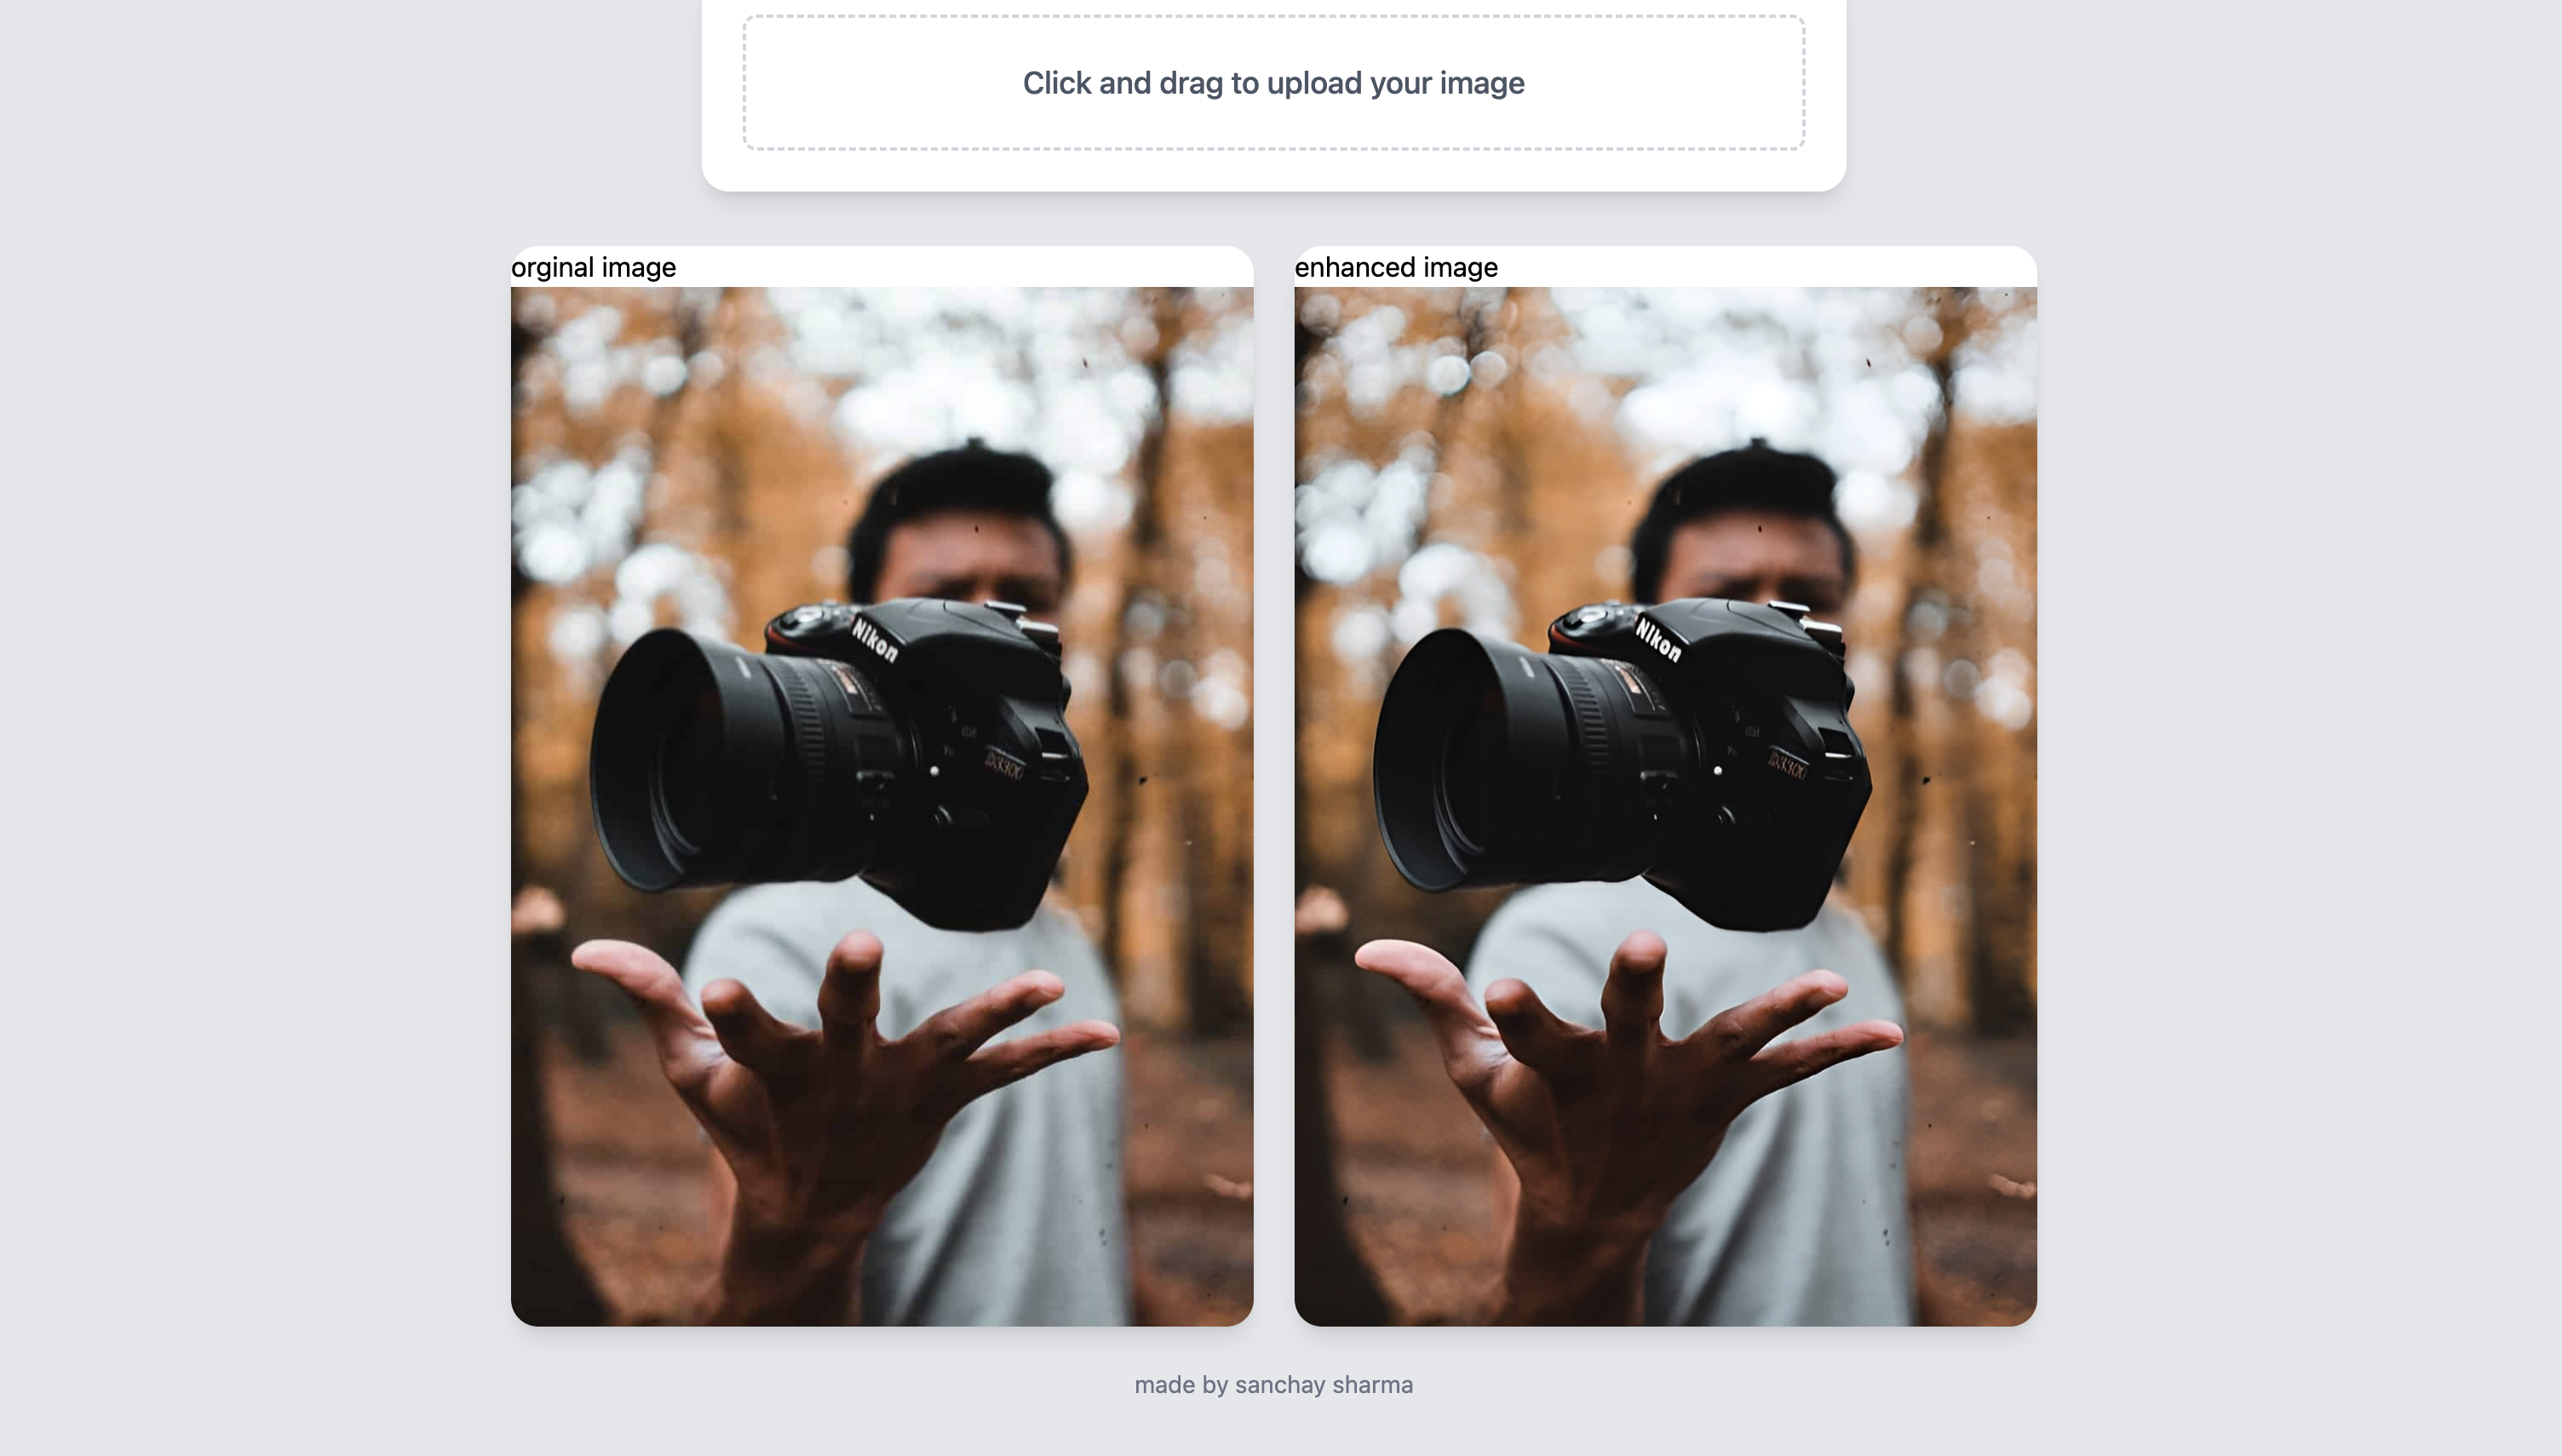 Click and drag to upload your image
orginal image
enhanced image
Nikon
D3300
Nikon
D3300
made by sanchay sharma